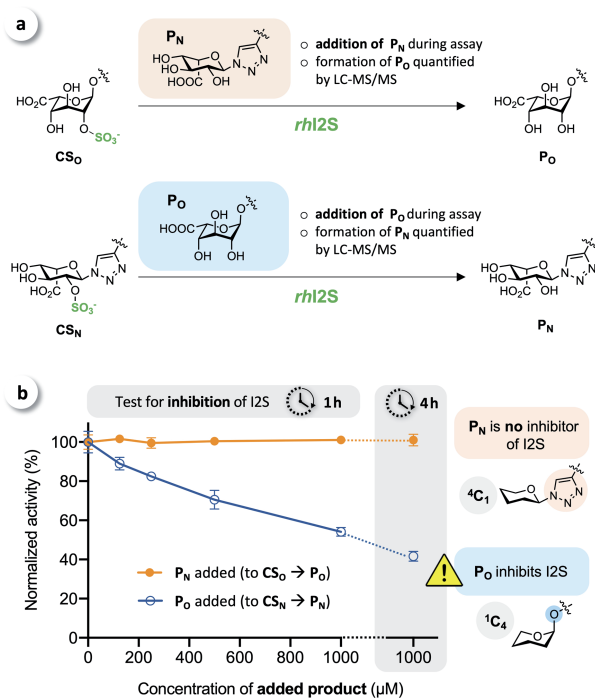 a
P_N
O
HO
HO
HOOC
OH
N
N
N
○ addition of P_N during assay
○ formation of P_O quantified
by LC-MS/MS
OH
O
O
HO₂C
OH
O
SO₃⁻
CS_O
rhI2S
OH
O
O
HO₂C
OH
OH
P_O
P_O
OH
O
O
HOOC
OH
OH
○ addition of P_O during assay
○ formation of P_N quantified
by LC-MS/MS
HO
HO
O
HO₂C
O
N
N
N
SO₃⁻
CS_N
rhI2S
HO
HO
O
HO₂C
OH
N
N
N
P_N
b
Test for inhibition of I2S
1h
4h
P_N is no inhibitor
of I2S
⁴C₁
O
N
N
N
P_O inhibits I2S
¹C₄
O
O
Normalized activity (%)
100
80
60
40
20
0
P_N added (to CS_O → P_O)
P_O added (to CS_N → P_N)
!
0 200 400 600 800 1000 1000
Concentration of added product (μM)